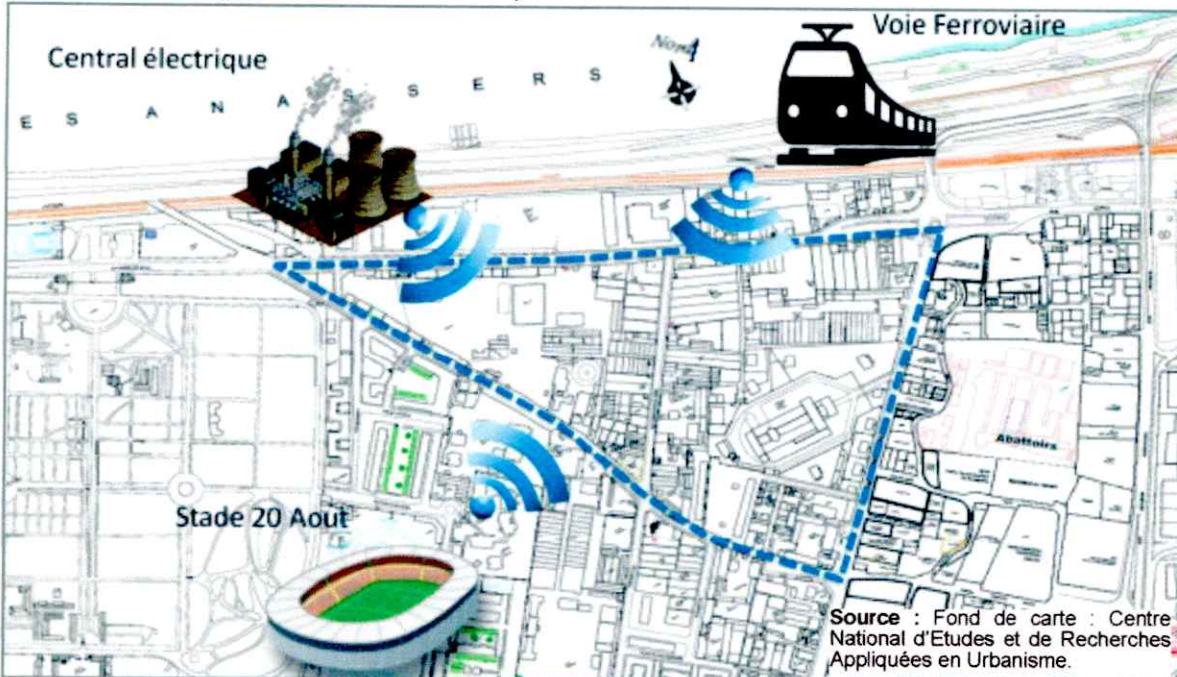 Voie Ferroviaire
Nord
Central électrique
E S A N A S S E R S
Abattoirs
Stade 20 Aout
Source : Fond de carte : Centre
National d'Etudes et de Recherches
Appliquées en Urbanisme.